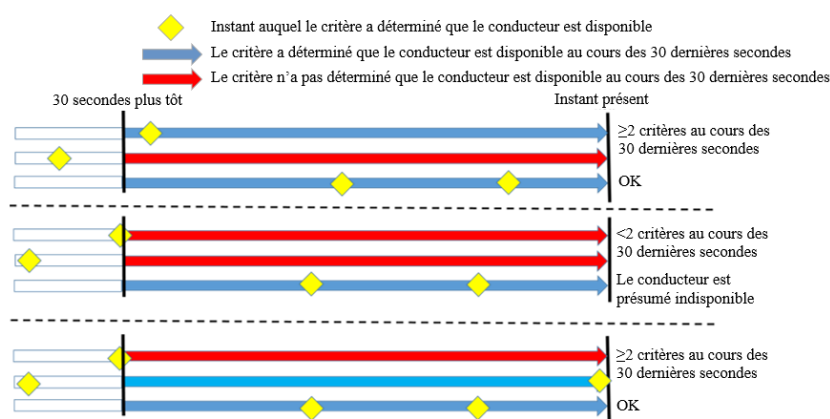 Instant auquel le critère a déterminé que le conducteur est disponible
Le critère a déterminé que le conducteur est disponible au cours des 30 dernières secondes
Le critère n'a pas déterminé que le conducteur est disponible au cours des 30 dernières secondes
30 secondes plus tôt
Instant présent
≥2 critères au cours des
30 dernières secondes
OK
<2 critères au cours des
30 dernières secondes
Le conducteur est
présumé indisponible
≥2 critères au cours des
30 dernières secondes
OK